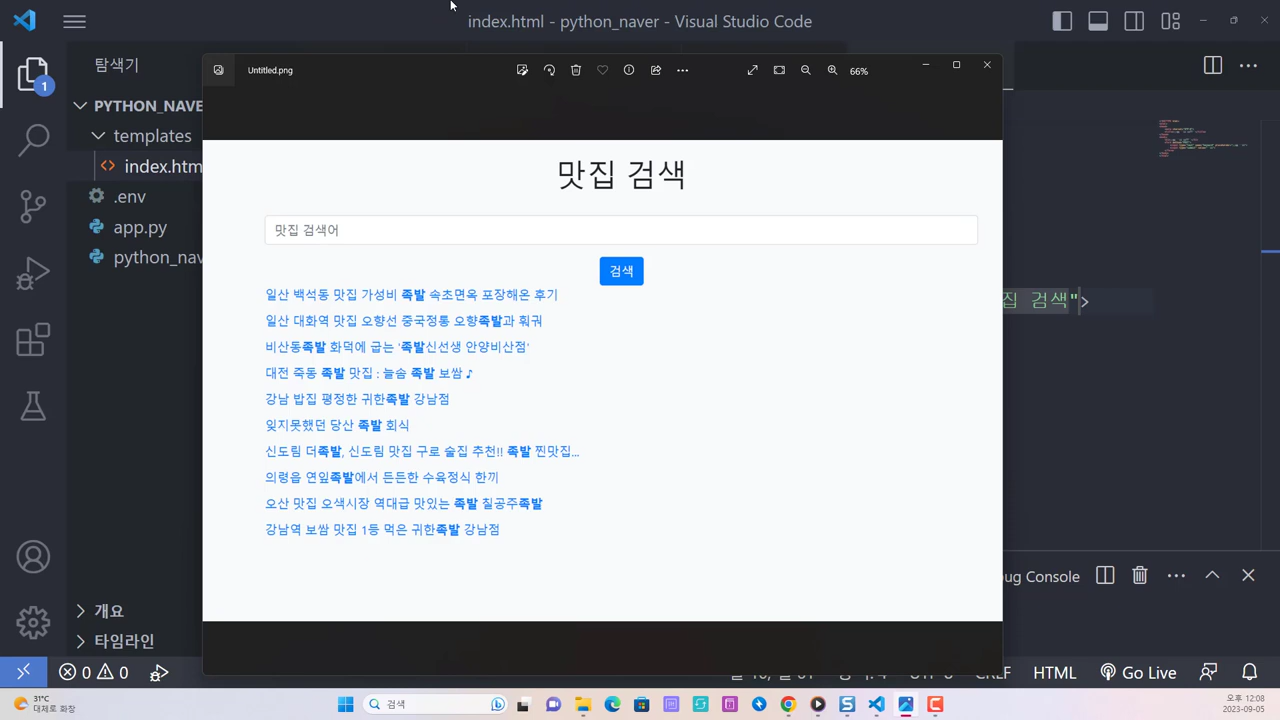 index.html - python_naver - Visual Studio Code
탐색기
Untitled.png
66%
1
PYTHON_NAVE
templates
index.htm
.env
app.py
python_nav
맛집 검색
맛집 검색어
검색
일산 백석동 맛집 가성비 족발 속초면옥 포장해온 후기
일산 대화역 맛집 오향선 중국정통 오향족발과 훠궈
비산동족발 화덕에 굽는 '족발신선생 안양비산점'
대전 죽동 족발 맛집 : 늘솜 족발 보쌈♪
강남 밥집 평정한 귀한족발 강남점
잊지못했던 당산 족발 회식
신도림 더족발, 신도림 맛집 구로 술집 추천!! 족발 찐맛집...
의령읍 연잎족발에서 든든한 수육정식 한끼
오산 맛집 오색시장 역대급 맛있는 족발 칠공주족발
강남역 보쌈 맛집 1등 먹은 귀한족발 강남점
집 검색">
ug Console
개요
타임라인
0 0
CRLF
HTML
Go Live
31°C
대체로 화창
검색
오후 12:08
2023-09-05